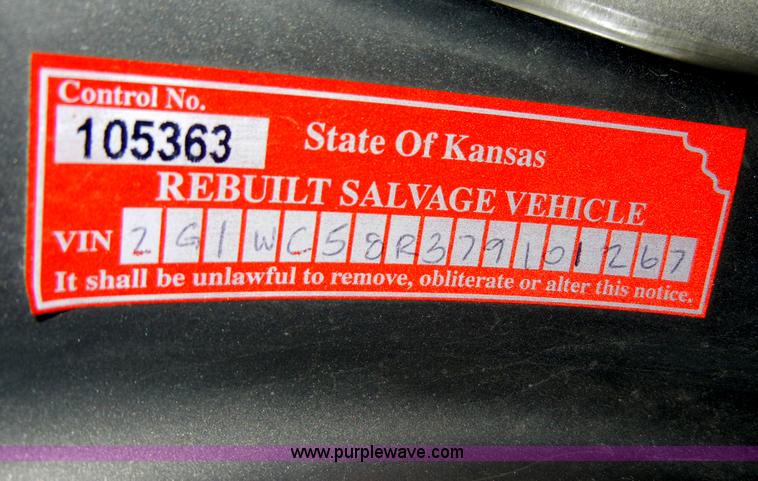 Control No.
105363
State Of Kansas
REBUILT SALVAGE VEHICLE
VIN 2G1WC58R379101267
It shall be unlawful to remove, obliterate or alter this notice.
www.purplewave.com